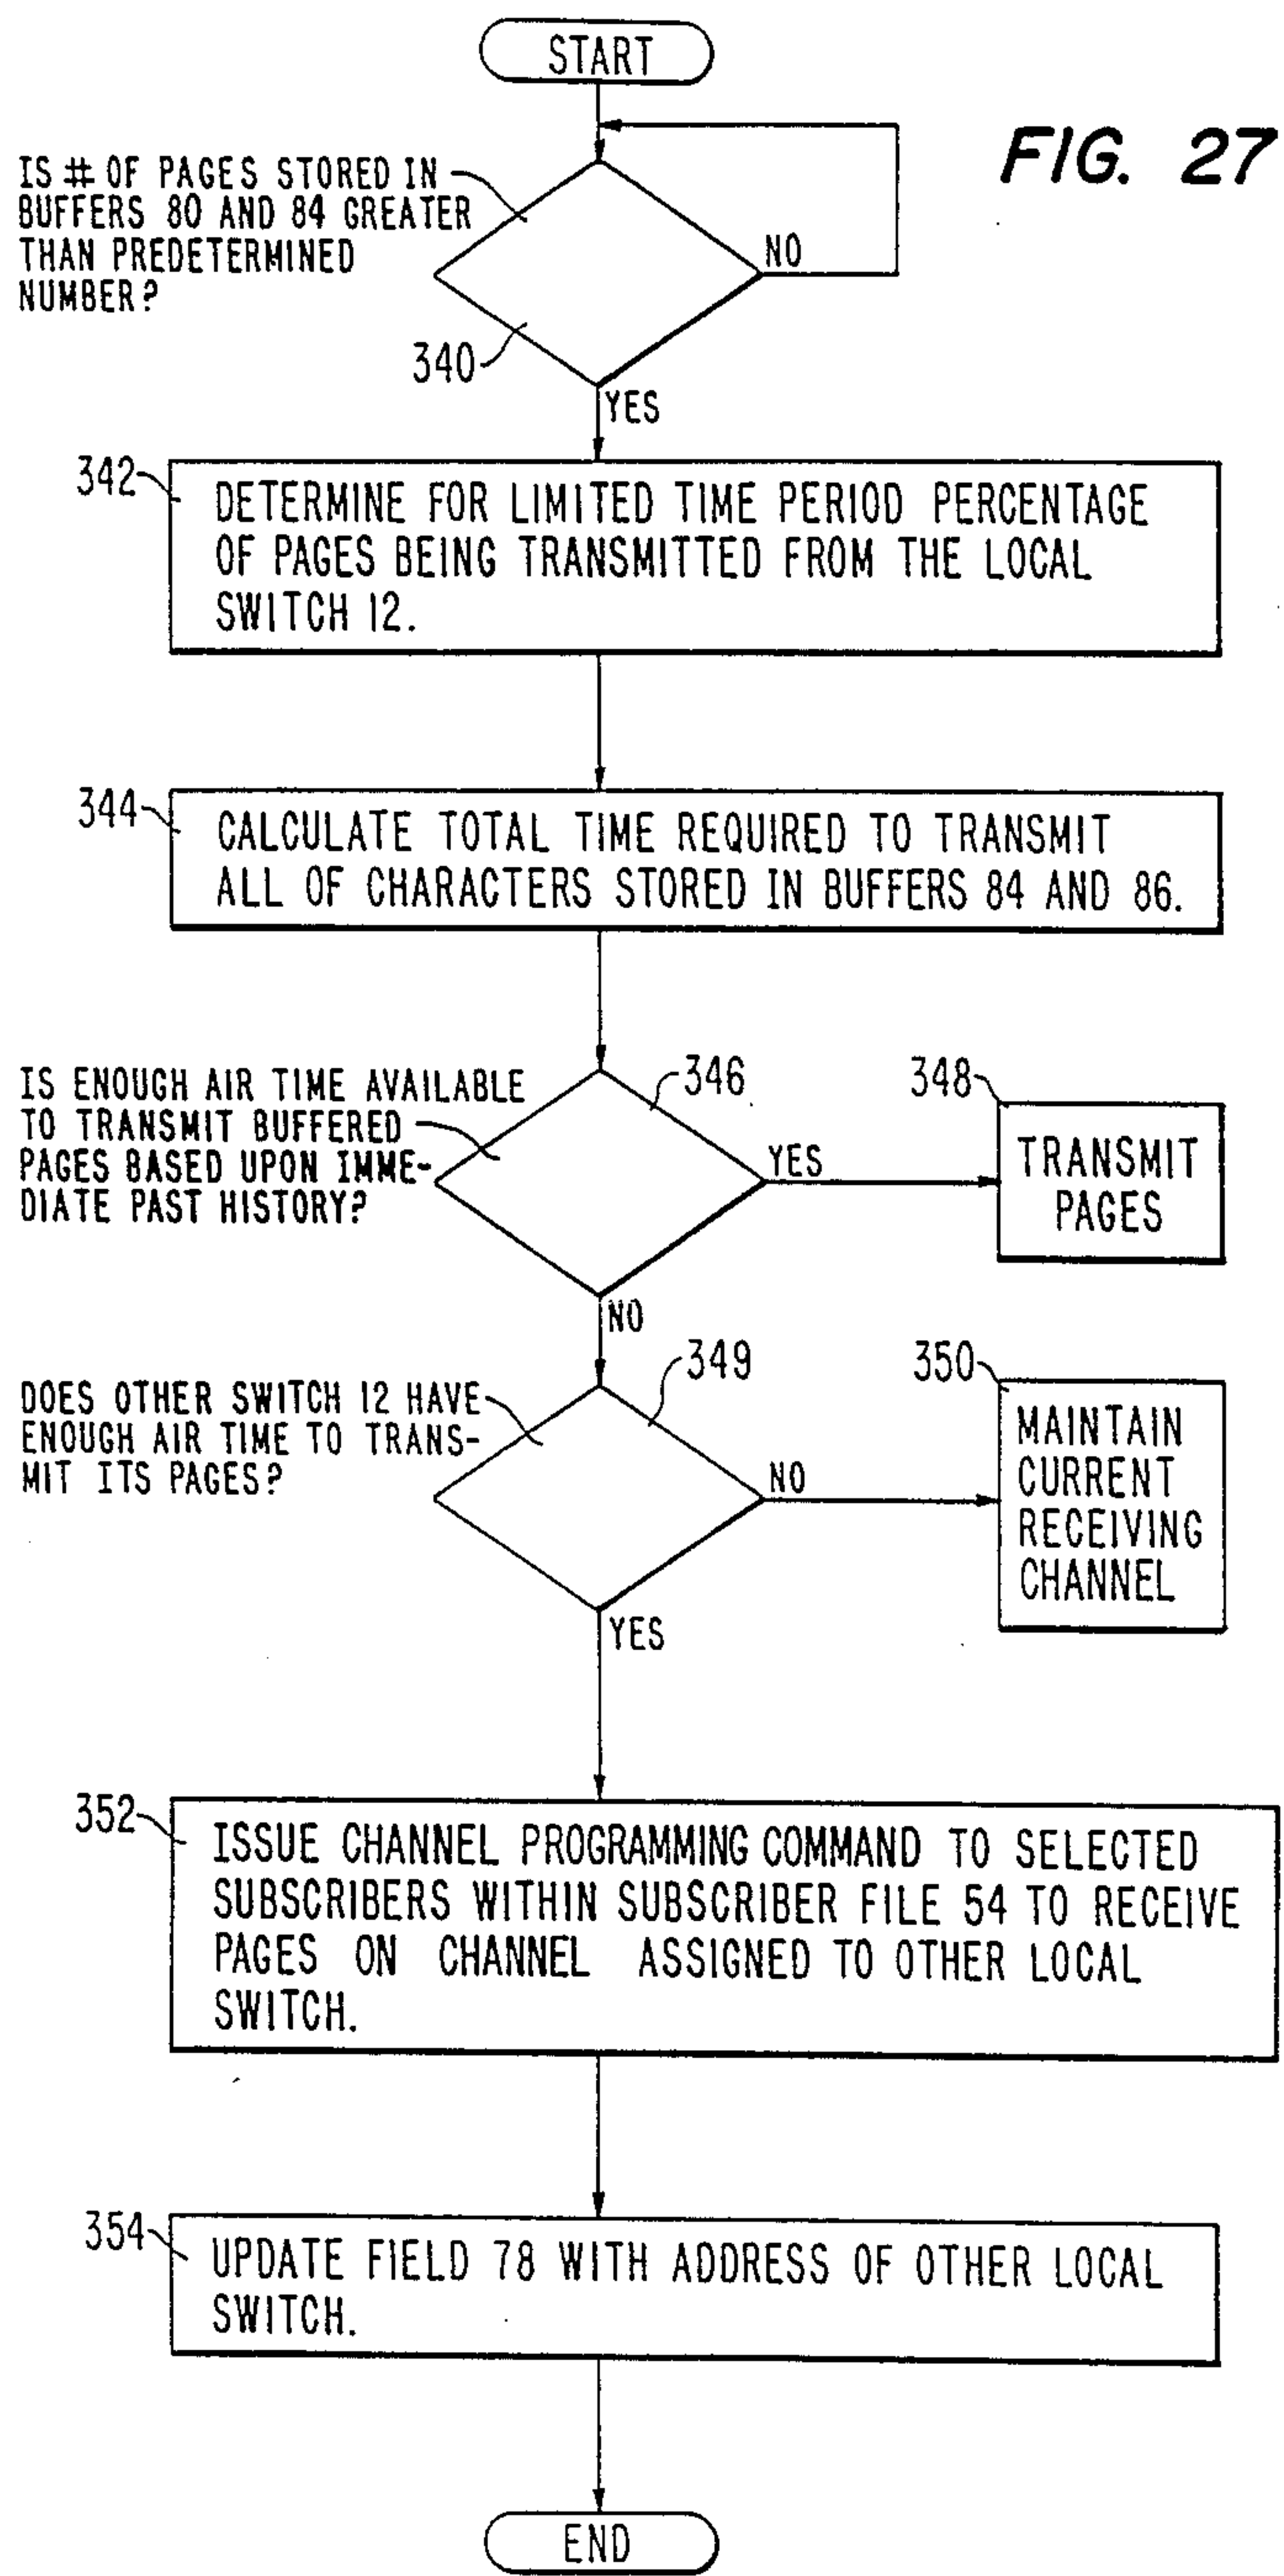 START
FIG. 27
IS # OF PAGES STORED IN
BUFFERS 80 AND 84 GREATER
THAN PREDETERMINED
NUMBER?
NO
340
YES
342
DETERMINE FOR LIMITED TIME PERIOD PERCENTAGE
OF PAGES BEING TRANSMITTED FROM THE LOCAL
SWITCH 12.
344
CALCULATE TOTAL TIME REQUIRED TO TRANSMIT
ALL OF CHARACTERS STORED IN BUFFERS 84 AND 86.
IS ENOUGH AIR TIME AVAILABLE
TO TRANSMIT BUFFERED
PAGES BASED UPON IMME-
DIATE PAST HISTORY?
346
YES
348
TRANSMIT
PAGES
NO
DOES OTHER SWITCH 12 HAVE
ENOUGH AIR TIME TO TRANS-
MIT ITS PAGES?
349
NO
350
MAINTAIN
CURRENT
RECEIVING
CHANNEL
YES
352
ISSUE CHANNEL PROGRAMMING COMMAND TO SELECTED
SUBSCRIBERS WITHIN SUBSCRIBER FILE 54 TO RECEIVE
PAGES ON CHANNEL ASSIGNED TO OTHER LOCAL
SWITCH.
354
UPDATE FIELD 78 WITH ADDRESS OF OTHER LOCAL
SWITCH.
END